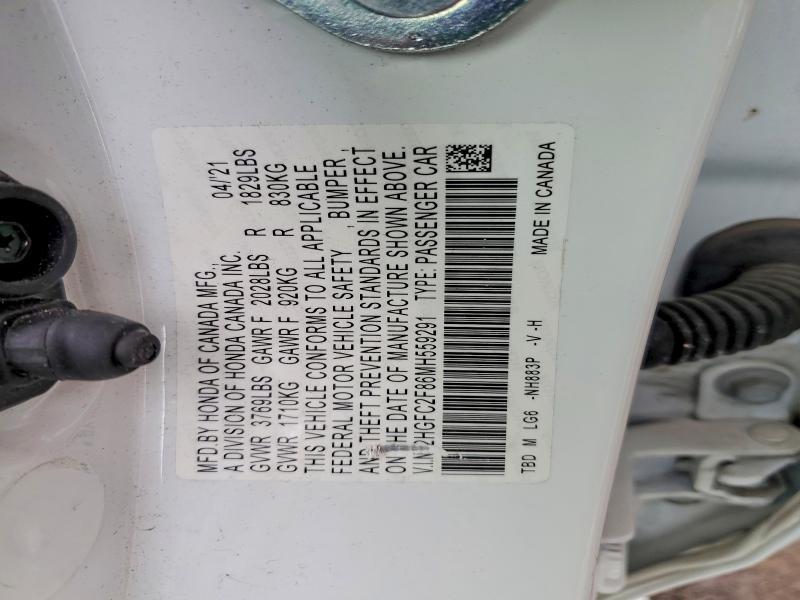 MFD.BY HONDA OF CANADA MFG., 04/'21
A DIVISION OF HONDA CANADA INC.
GVWR 3769LBS GAWR F 2028LBS R 1829LBS
GVWR 1710KG GAWR F 920KG R 830KG
THIS VEHICLE CONFORMS TO ALL APPLICABLE
FEDERAL MOTOR VEHICLE SAFETY , BUMPER ,
AND THEFT PREVENTION STANDARDS IN EFFECT
ON THE DATE OF MANUFACTURE SHOWN ABOVE.
V.I.N: 2HGFC2F86MH559291 TYPE: PASSENGER CAR
TBD M LG6 -NH883P -V -H MADE IN CANADA